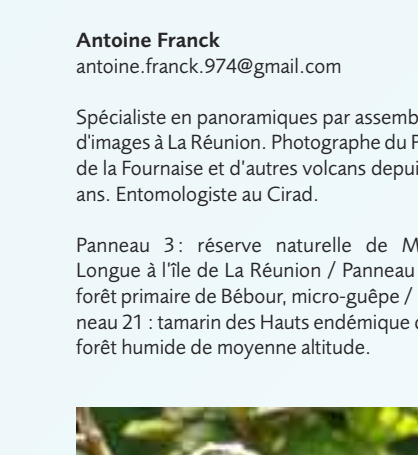 Antoine Franck
antoine.franck.974@gmail.com
Spécialiste en panoramiques par
d'images à La Réunion. Photographe du
de la Fournaise et d'autres volcans
ans. Entomologiste au Cirad.
Panneau 3 : réserve naturelle de
Longue à l'île de La Réunion / Panneau
forêt primaire de Bébour, micro-guêpe /
neau 21 : tamarin des Hauts endémique
forêt humide de moyenne altitude.